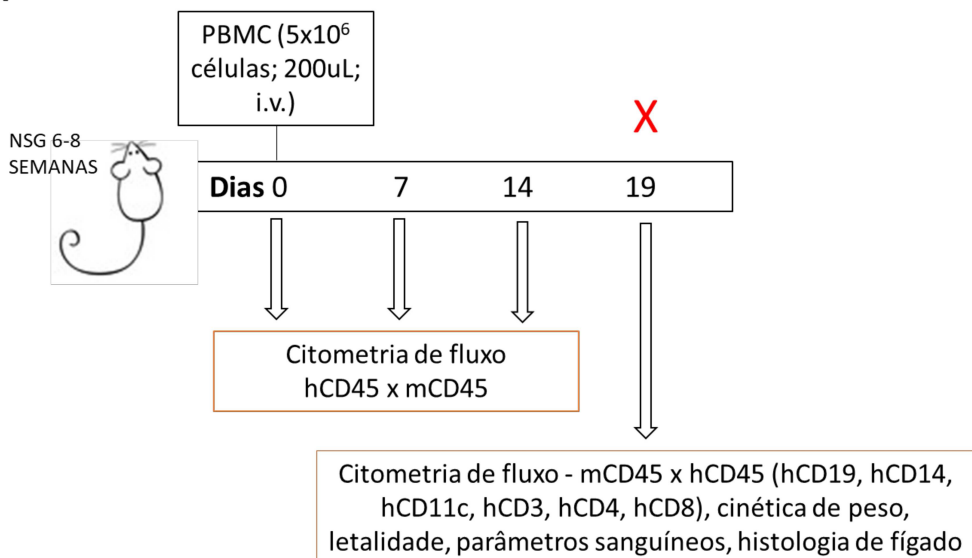 PBMC (5x10⁶
células; 200uL;
i.v.)
X
NSG 6-8
SEMANAS
Dias 0 7 14 19
Citometria de fluxo
hCD45 x mCD45
Citometria de fluxo - mCD45 x hCD45 (hCD19, hCD14,
hCD11c, hCD3, hCD4, hCD8), cinética de peso,
letalidade, parâmetros sanguíneos, histologia de fígado